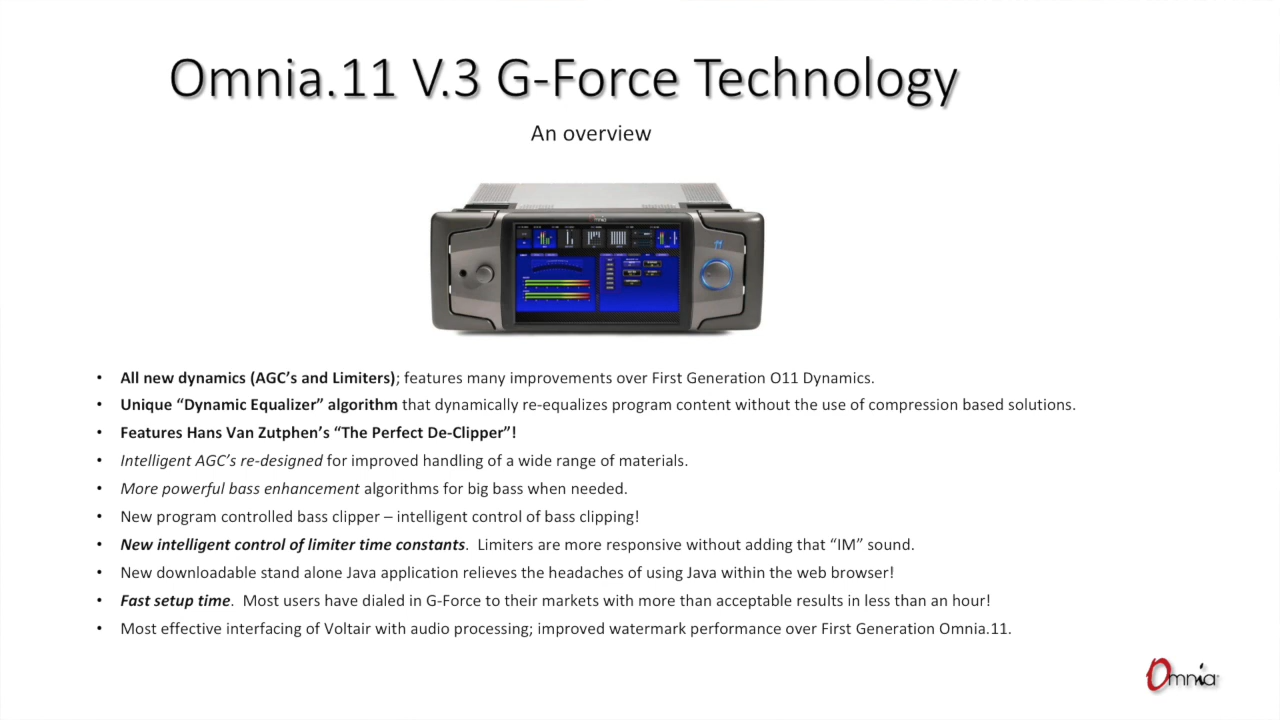 Omnia.11 V.3 G-Force Technology
An overview
Omnia
11
• All new dynamics (AGC’s and Limiters); features many improvements over First Generation O11 Dynamics.
• Unique “Dynamic Equalizer” algorithm that dynamically re-equalizes program content without the use of compression based solutions.
• Features Hans Van Zutphen’s “The Perfect De-Clipper”!
• Intelligent AGC’s re-designed for improved handling of a wide range of materials.
• More powerful bass enhancement algorithms for big bass when needed.
• New program controlled bass clipper – intelligent control of bass clipping!
• New intelligent control of limiter time constants.  Limiters are more responsive without adding that “IM” sound.
• New downloadable stand alone Java application relieves the headaches of using Java within the web browser!
• Fast setup time.  Most users have dialed in G-Force to their markets with more than acceptable results in less than an hour!
• Most effective interfacing of Voltair with audio processing; improved watermark performance over First Generation Omnia.11.
Omnia